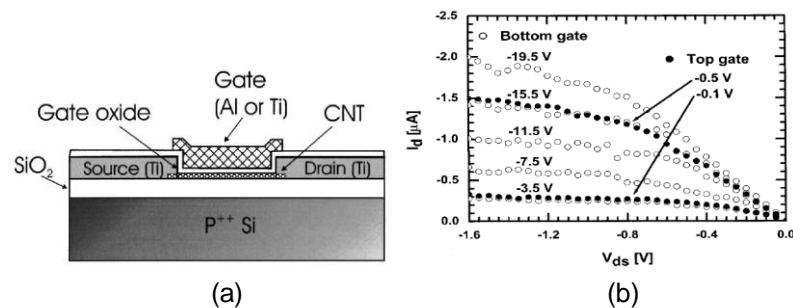 Gate
(Al or Ti)
Gate oxide
CNT
SiO2
Source (Ti)
Drain (Ti)
P++ Si
(a)
-2.5
-2.0
-1.5
-1.0
-0.5
-0.0
Id [μA]
Bottom gate
-19.5 V
Top gate
-0.5 V
-0.1 V
-15.5 V
-11.5 V
-7.5 V
-3.5 V
-1.6
-1.2
-0.8
-0.4
0.0
Vds [V]
(b)